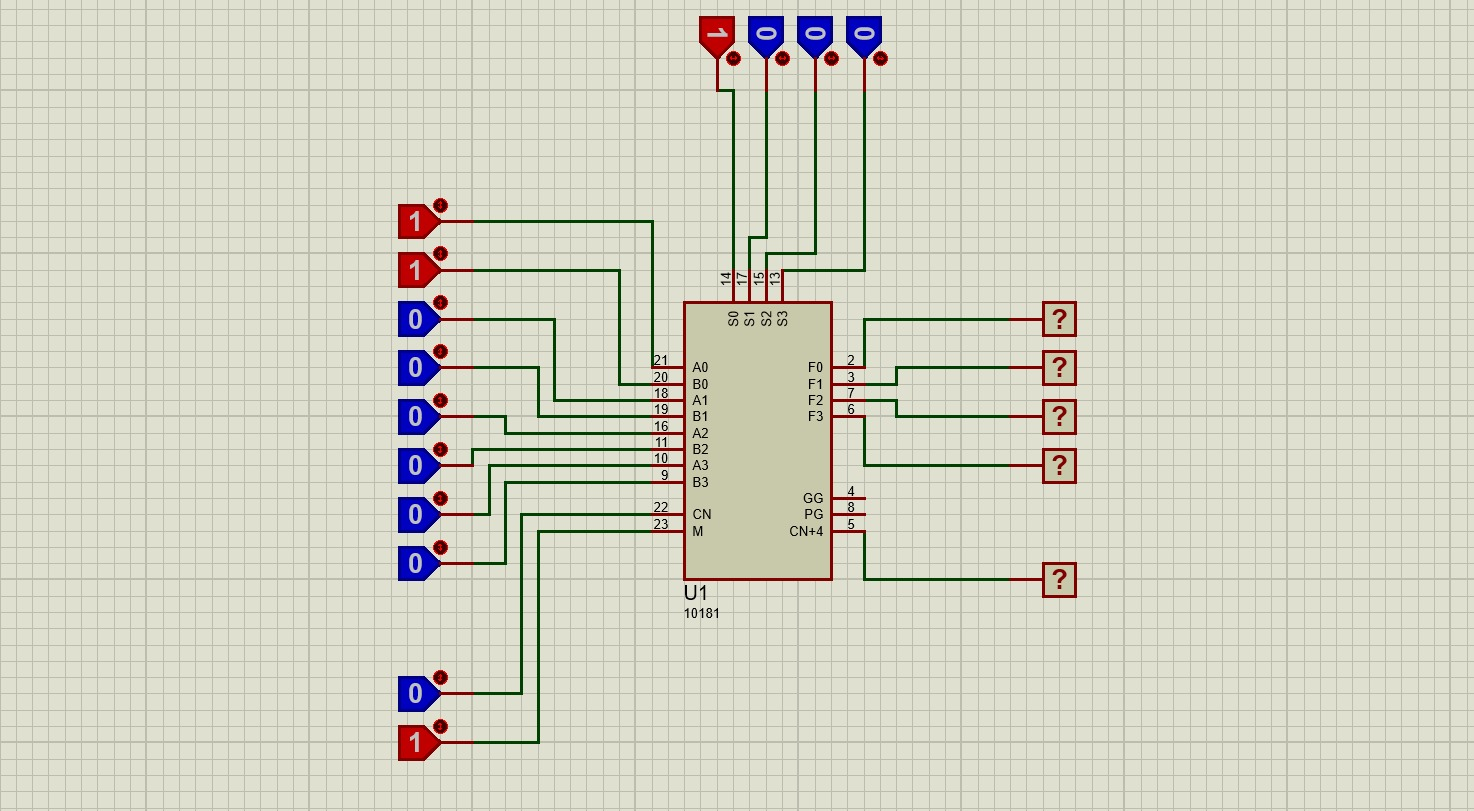 1 0 0 0
1
1
0
0
0
0
0
0
0
1
14 17 15 13
S0 S1 S2 S3
21 A0
20 B0
18 A1
19 B1
16 A2
11 B2
10 A3
9 B3
22 CN
23 M
F0 2
F1 3
F2 7
F3 6
GG 4
PG 8
CN+4 5
?
?
?
?
?
U1
10181